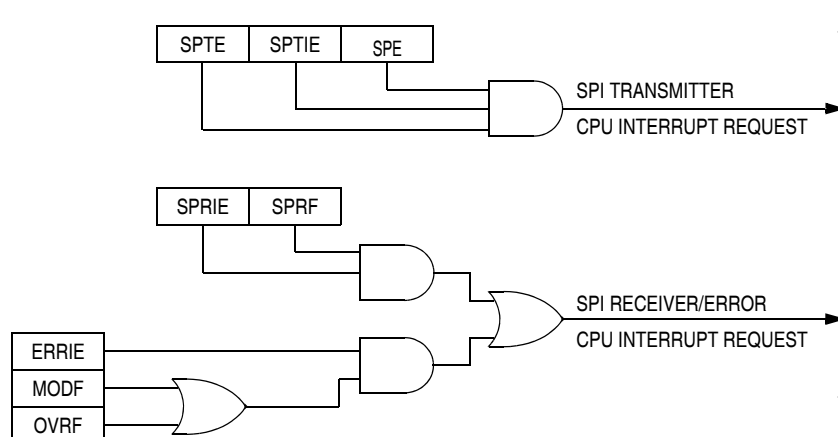 SPTE SPTIE SPE
SPI TRANSMITTER
CPU INTERRUPT REQUEST
SPRIE SPRF
SPI RECEIVER/ERROR
CPU INTERRUPT REQUEST
ERRIE
MODF
OVRF